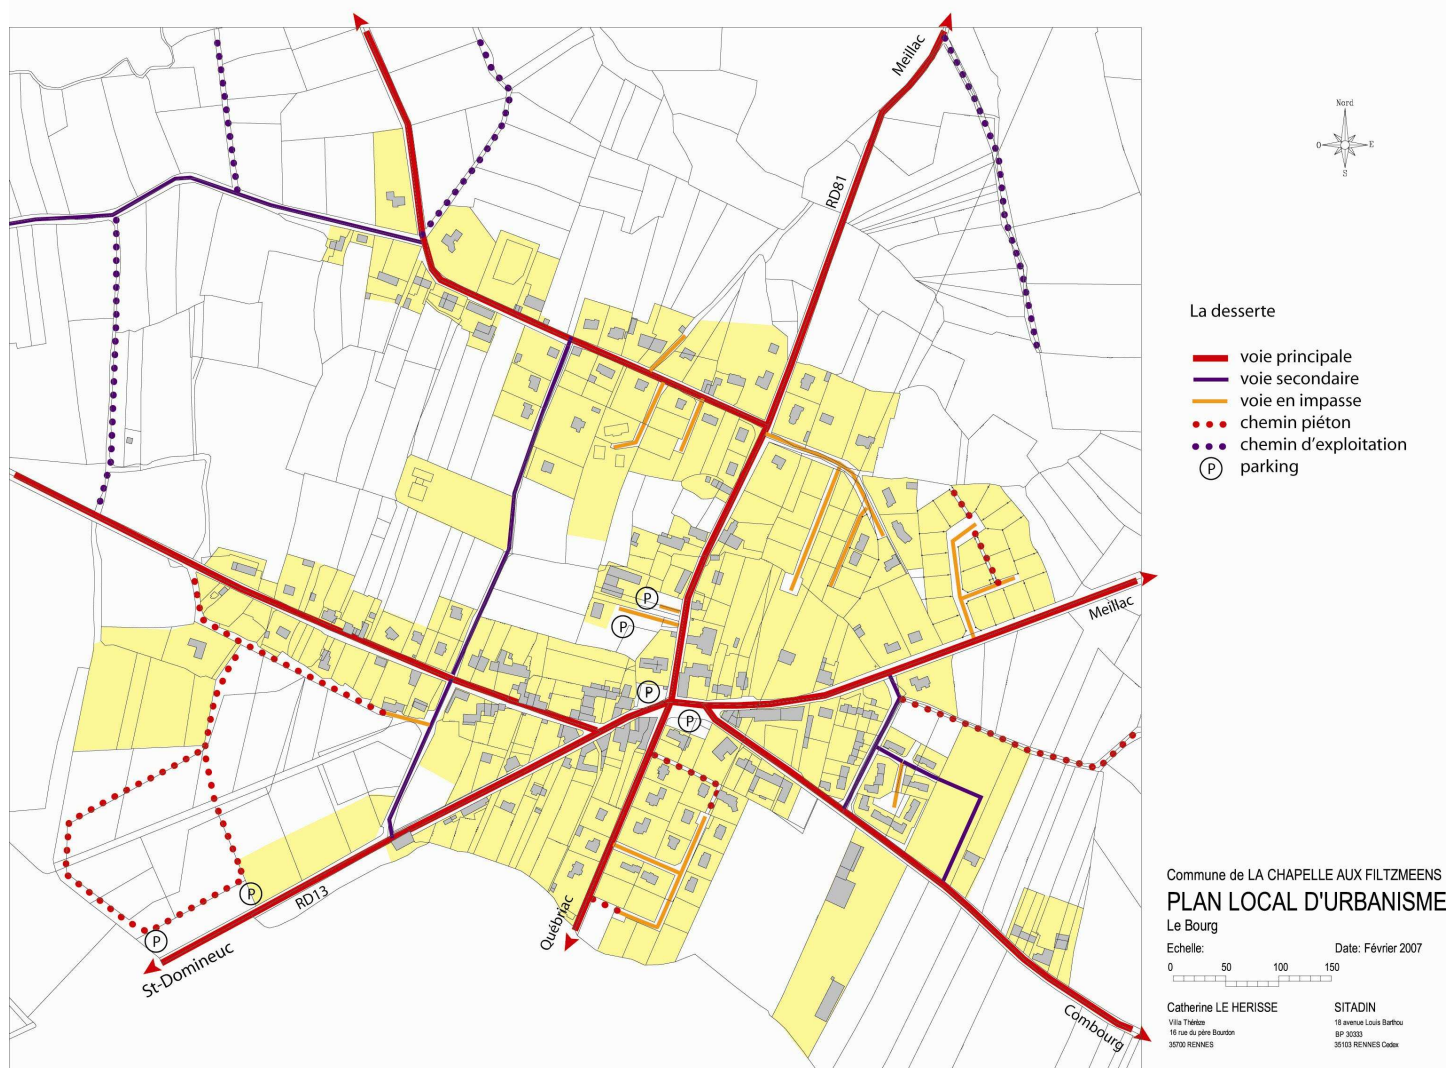 Meillac
RD81
Nord
O
E
S
La desserte
voie principale
voie secondaire
voie en impasse
chemin piéton
chemin d'exploitation
P parking
P
P
P
P
Meillac
P
RD13
P
St-Domineuc
Québriac
Combourg
Commune de LA CHAPELLE AUX FILTZMEENS
PLAN LOCAL D'URBANISME
Le Bourg
Echelle: Date: Février 2007
0 50 100 150
Catherine LE HERISSE SITADIN
Villa Thérèze 18 avenue Louis Barthou
16 rue du père Bourdon BP 30333
35700 RENNES 35103 RENNES Cedex